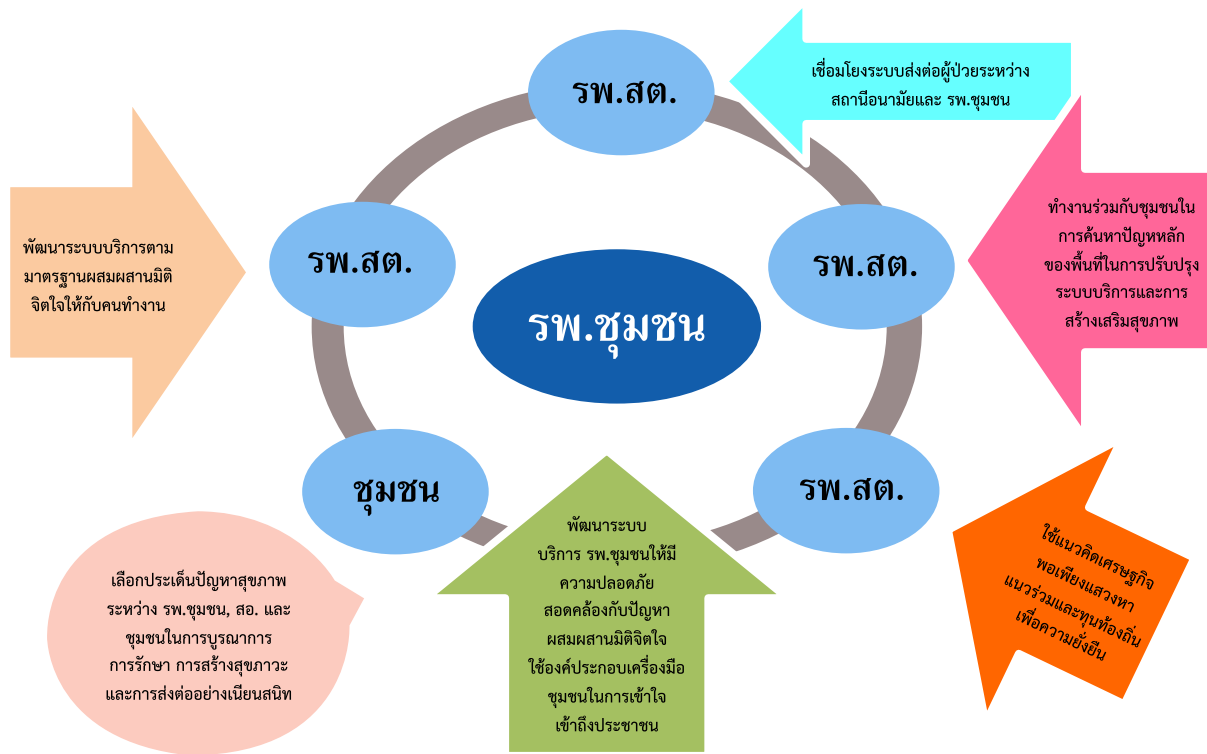 รพ.สต.
เชื่อมโยงระบบส่งต่อผู้ป่วยระหว่าง
สถานีอนามัยและ รพ.ชุมชน
พัฒนาระบบบริการตาม
มาตรฐานผสมผสานมิติ
จิตใจให้กับคนทำงาน
รพ.สต.
รพ.สต.
ทำงานร่วมกับชุมชนใน
การค้นหาปัญหหลัก
ของพื้นที่ในการปรับปรุง
ระบบบริการและการ
สร้างเสริมสุขภาพ
รพ.ชุมชน
ชุมชน
รพ.สต.
เลือกประเด็นปัญหาสุขภาพ
ระหว่าง รพ.ชุมชน, สอ. และ
ชุมชนในการบูรณาการ
การรักษา การสร้างสุขภาวะ
และการส่งต่ออย่างเนียนสนิท
พัฒนาระบบ
บริการ รพ.ชุมชนให้มี
ความปลอดภัย
สอดคล้องกับปัญหา
ผสมผสานมิติจิตใจ
ใช้องค์ประกอบเครื่องมือ
ชุมชนในการเข้าใจ
เข้าถึงประชาชน
ใช้แนวคิดเศรษฐกิจ
พอเพียงแสวงหา
แนวร่วมและทุนท้องถิ่น
เพื่อความยั่งยืน